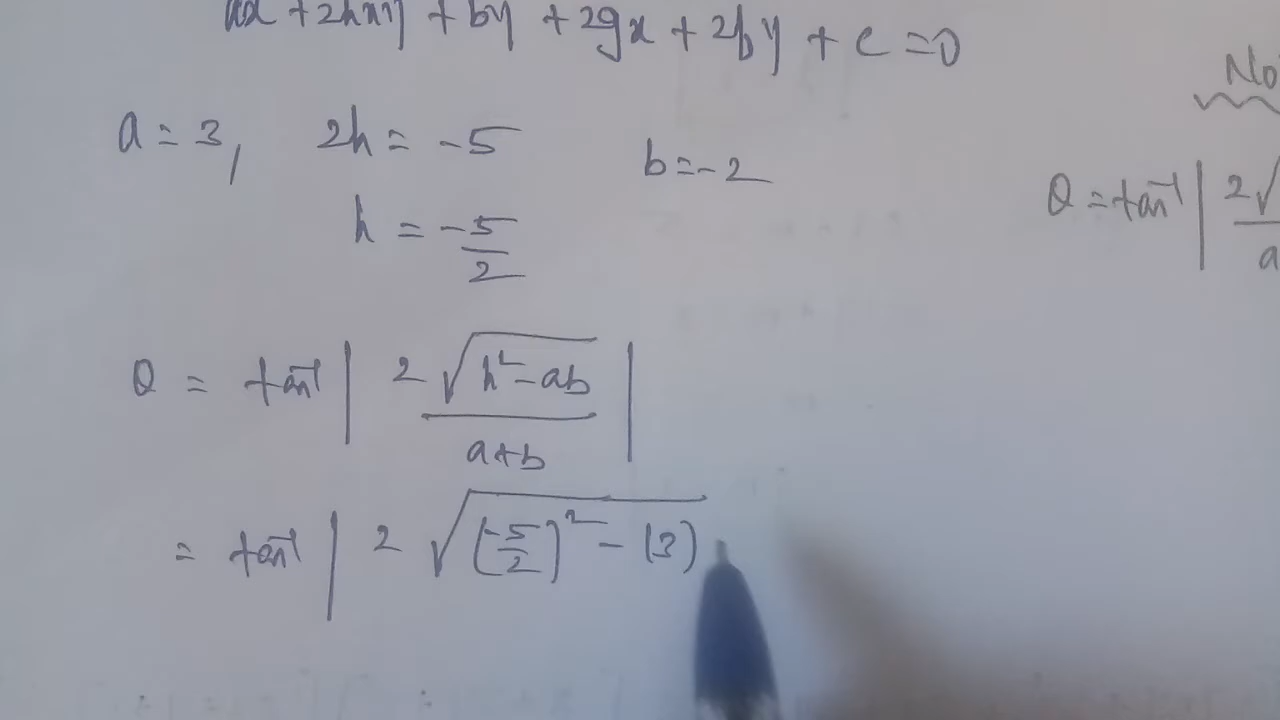 ax² + 2hxy + by² + 2gx + 2fy + c = 0
No
a = 3, 2h = -5 b = -2
h = -5/2
θ = tan⁻¹ | 2√
a
θ = tan⁻¹ | 2√(h² - ab) / (a+b) |
= tan⁻¹ | 2 √((-5/2)² - (3)